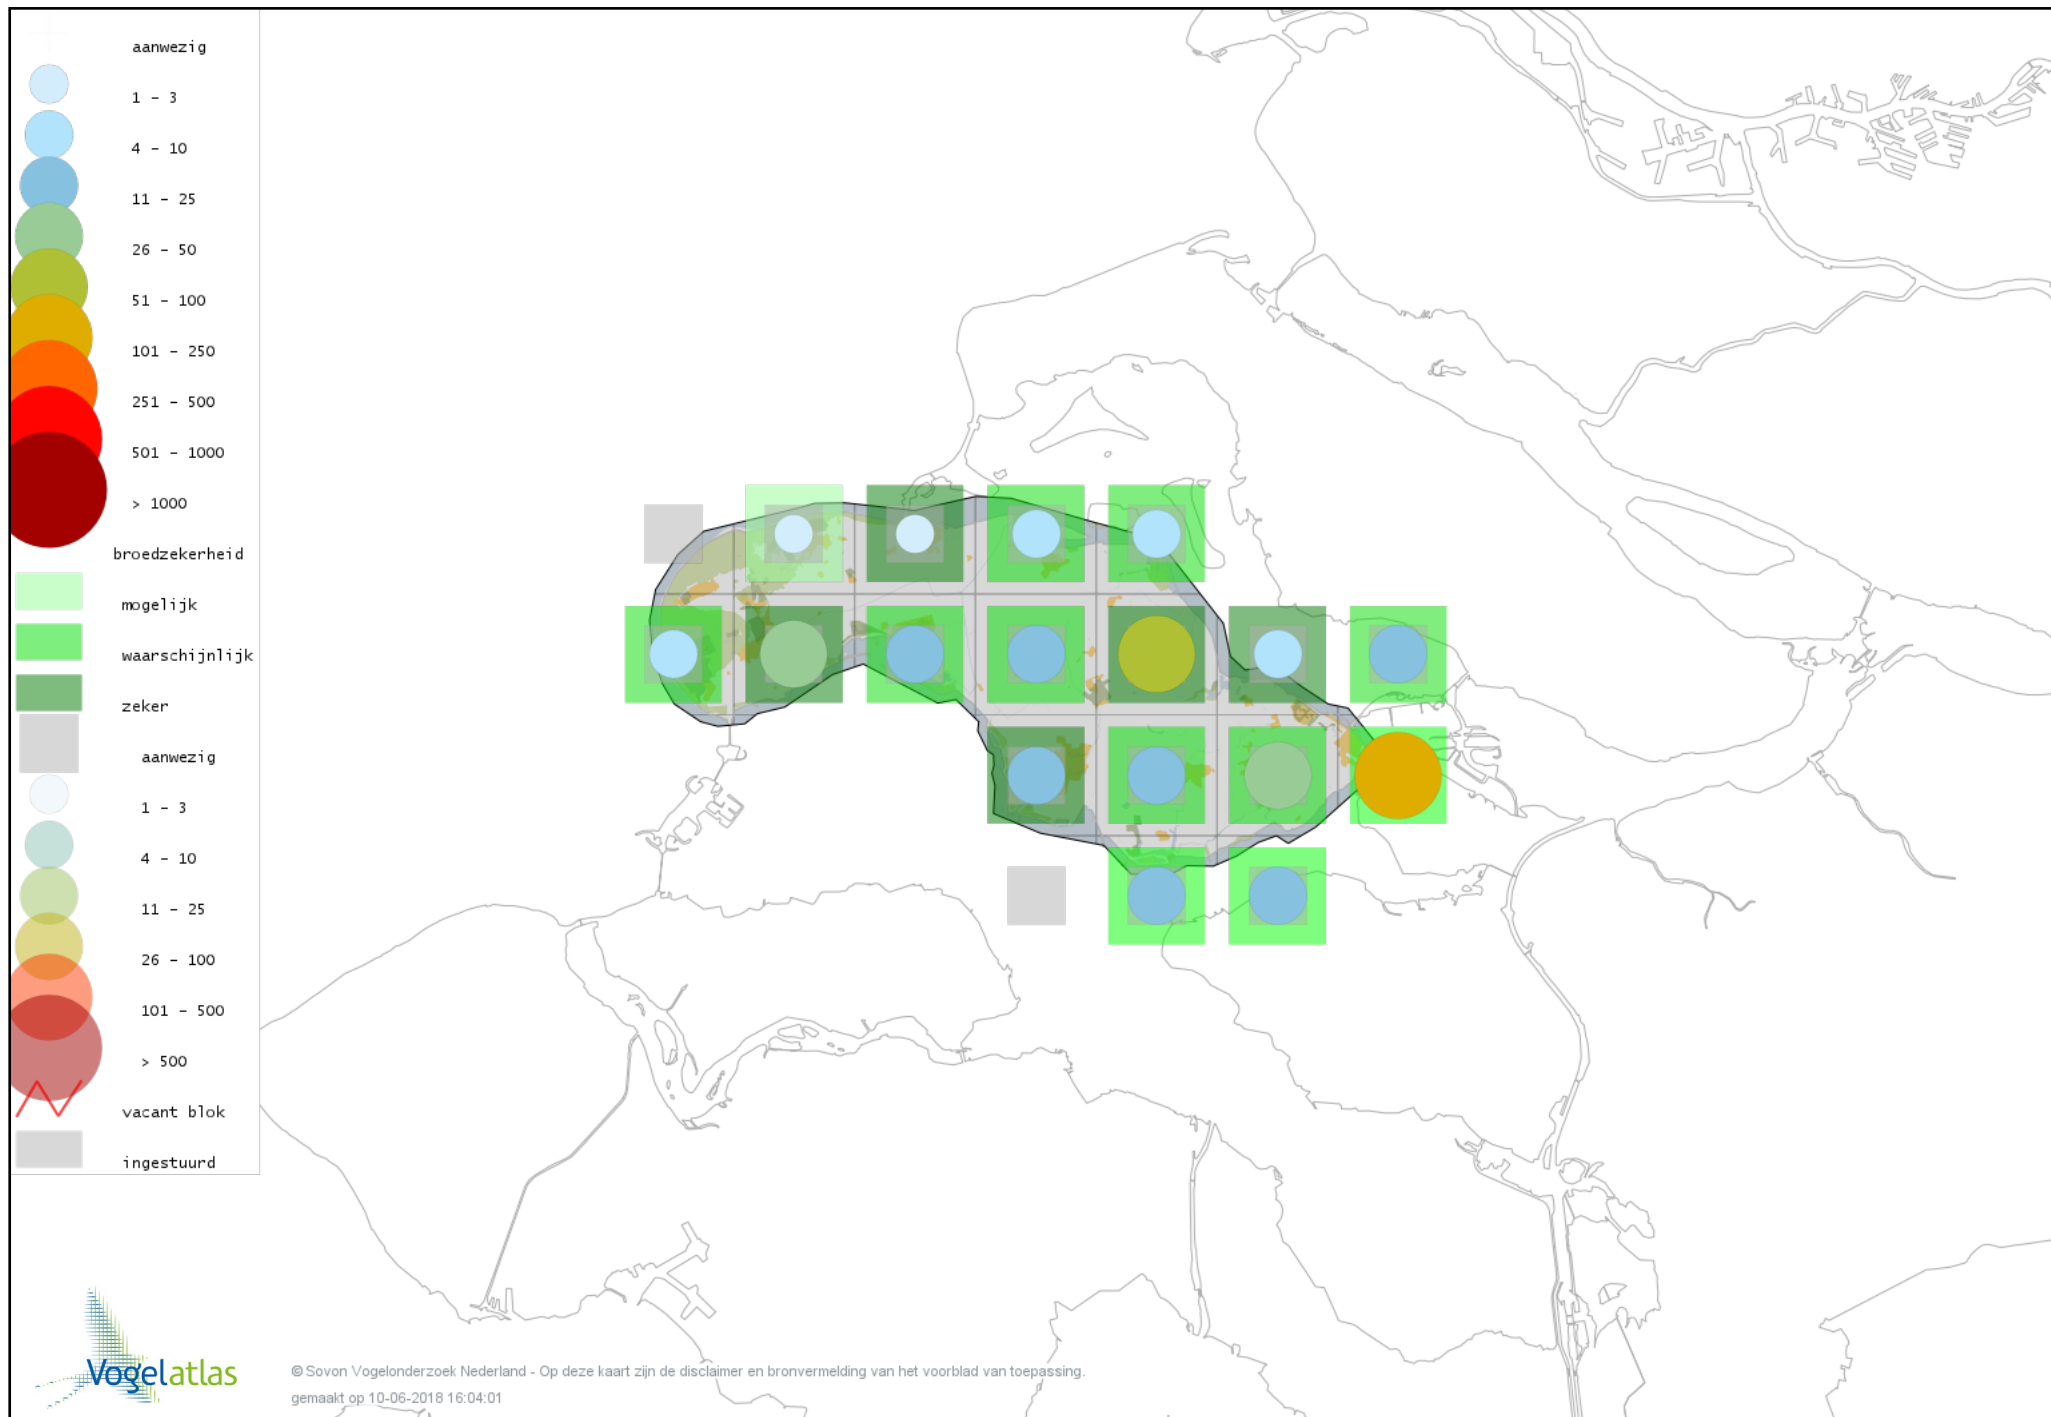 aanwezig
1 - 3
4 - 10
11 - 25
26 - 50
51 - 100
101 - 250
251 - 500
501 - 1000
> 1000
broedzekerheid
mogelijk
waarschijnlijk
zeker
aanwezig
1 - 3
4 - 10
11 - 25
26 - 100
101 - 500
> 500
vacant blok
ingestuurd
Vogelatlas
© Sovon Vogelonderzoek Nederland - Op deze kaart zijn de disclaimer en bronvermelding van het voorblad van toepassing.
gemaakt op 10-06-2018 16:04:01